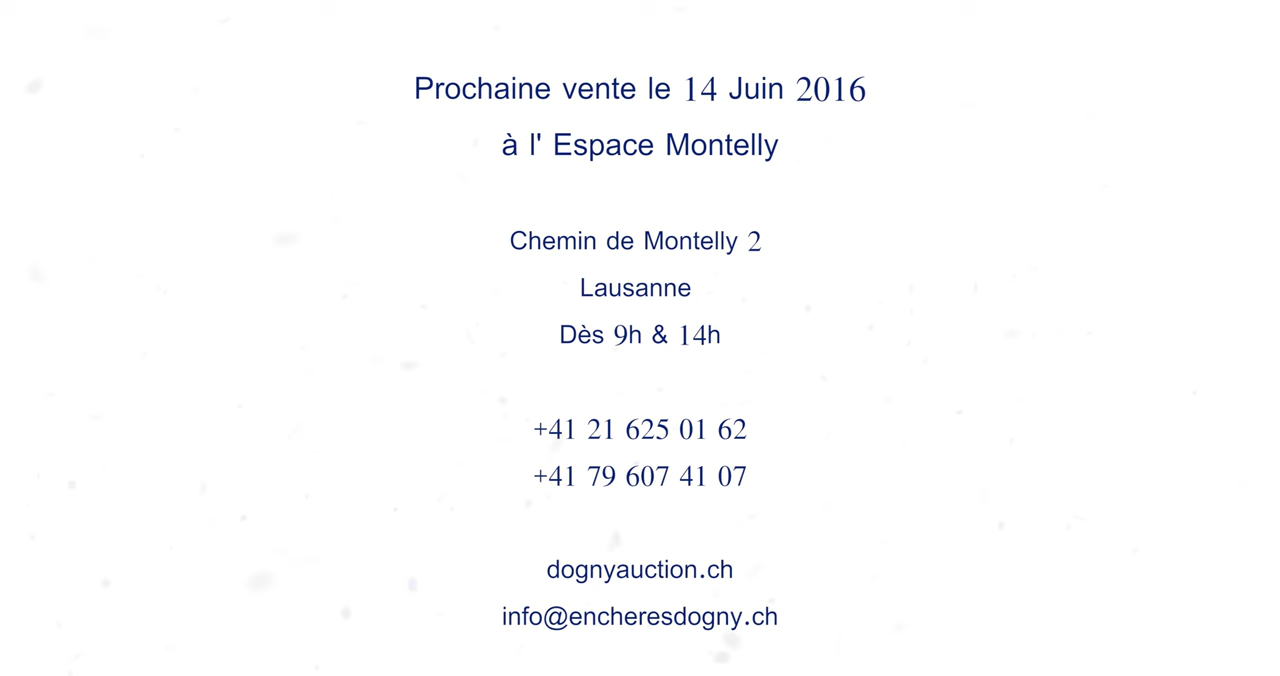 Prochaine vente le 14 Juin 2016
à l' Espace Montelly
Chemin de Montelly 2
Lausanne
Dès 9h & 14h
+41 21 625 01 62
+41 79 607 41 07
dognyauction.ch
info@encheresdogny.ch